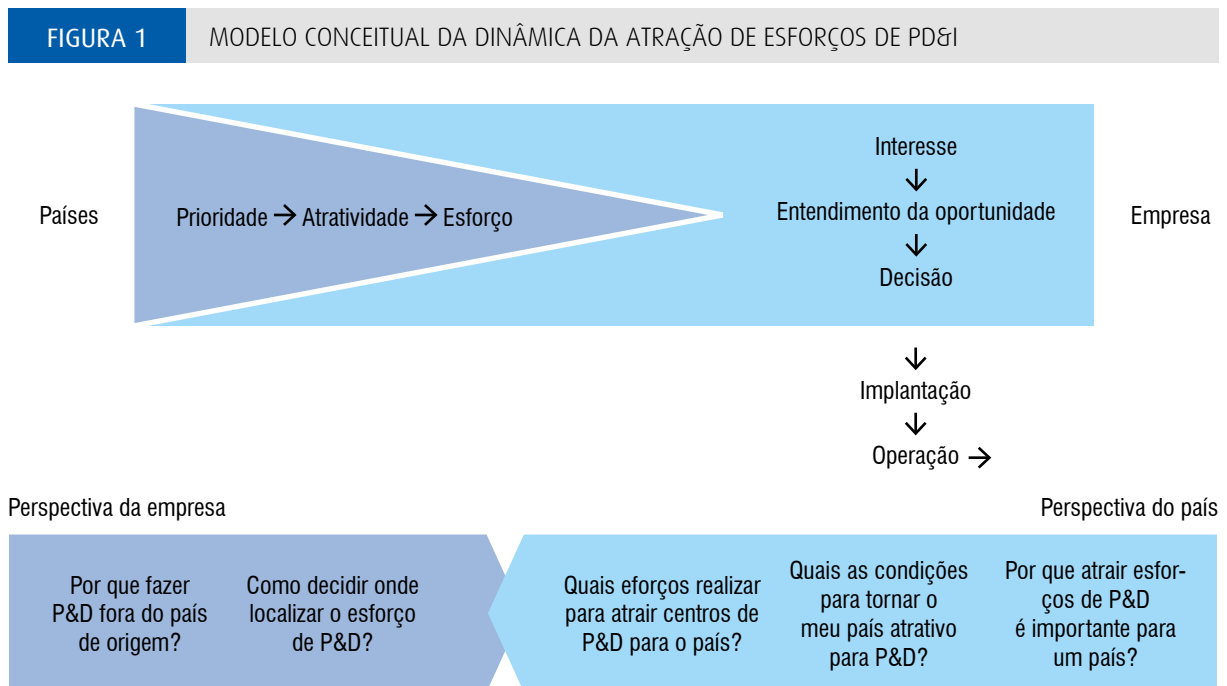 FIGURA 1
MODELO CONCEITUAL DA DINÂMICA DA ATRAÇÃO DE ESFORÇOS DE PD&I
Países
Prioridade → Atratividade → Esforço
Interesse
↓
Entendimento da oportunidade
↓
Decisão
Empresa
↓
Implantação
↓
Operação →
Perspectiva da empresa
Perspectiva do país
Por que fazer
P&D fora do país
de origem?
Como decidir onde
localizar o esforço
de P&D?
Quais eforços realizar
para atrair centros de
P&D para o país?
Quais as condições
para tornar o
meu país atrativo
para P&D?
Por que atrair esfor-
ços de P&D
é importante para
um país?